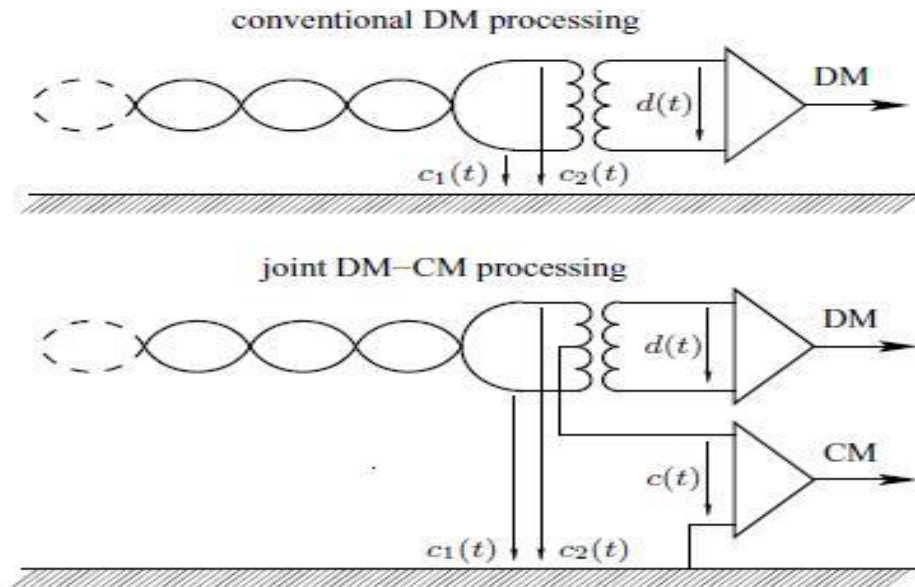 conventional DM processing
DM
d(t)
c₁(t) c₂(t)
joint DM–CM processing
DM
d(t)
CM
c(t)
c₁(t) c₂(t)